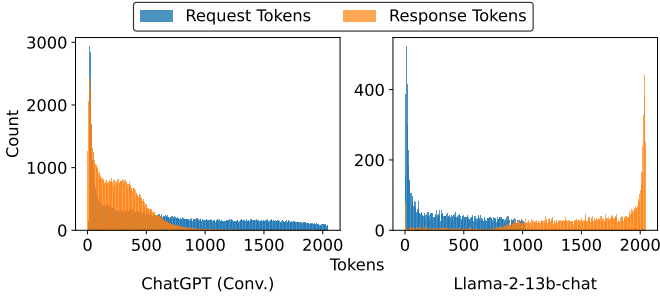 Request Tokens
Response Tokens
3000
2000
1000
0
Count
0
500
1000
1500
2000
ChatGPT (Conv.)
400
200
0
0
500
1000
1500
2000
Llama-2-13b-chat
Tokens